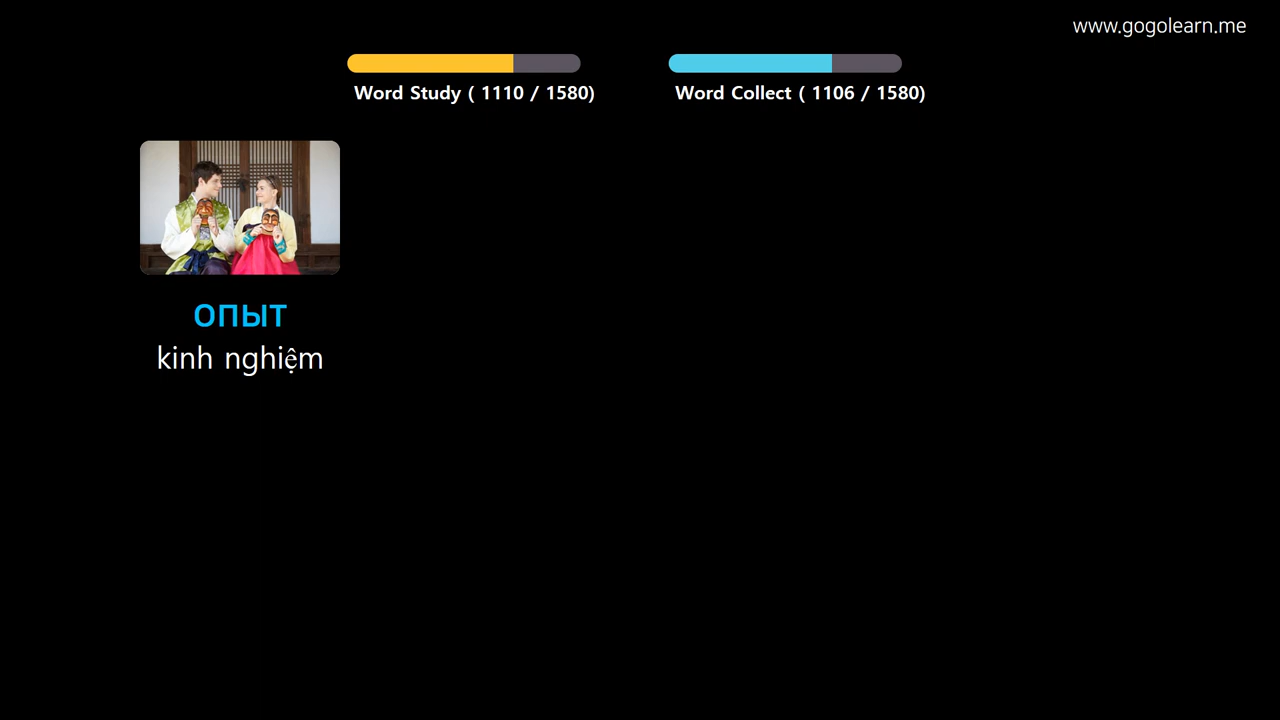 www.gogolearn.me
Word Study ( 1110 / 1580)
Word Collect ( 1106 / 1580)
опыт
kinh nghiệm